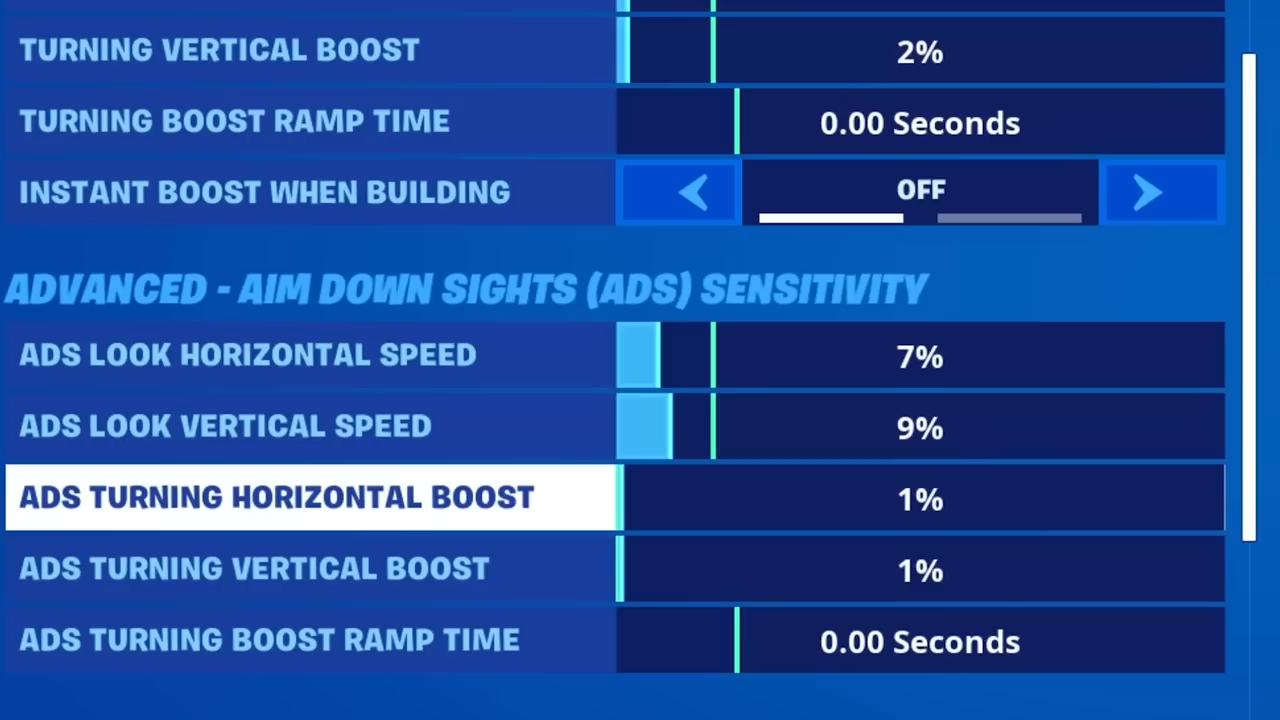 TURNING VERTICAL BOOST 2%
TURNING BOOST RAMP TIME 0.00 Seconds
INSTANT BOOST WHEN BUILDING OFF
ADVANCED - AIM DOWN SIGHTS (ADS) SENSITIVITY
ADS LOOK HORIZONTAL SPEED 7%
ADS LOOK VERTICAL SPEED 9%
ADS TURNING HORIZONTAL BOOST 1%
ADS TURNING VERTICAL BOOST 1%
ADS TURNING BOOST RAMP TIME 0.00 Seconds